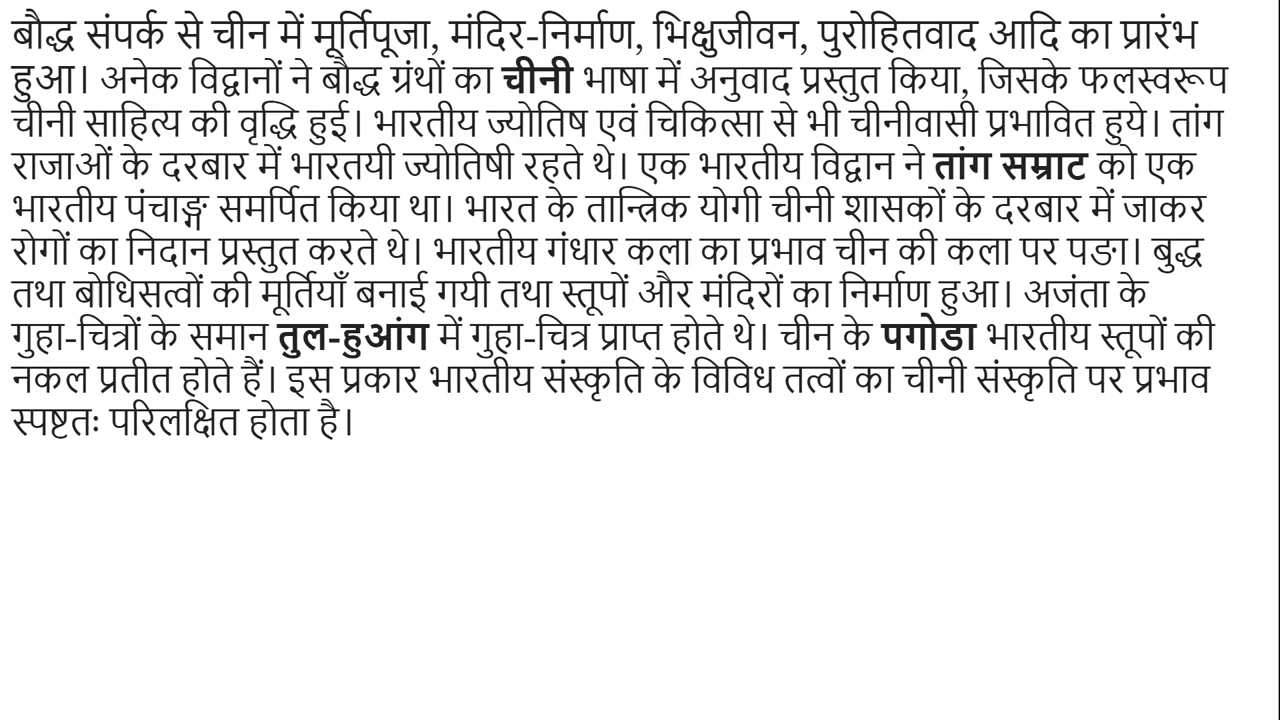 बौद्ध संपर्क से चीन में मूर्तिपूजा, मंदिर-निर्माण, भिक्षुजीवन, पुरोहितवाद आदि का प्रारंभ
हुआ। अनेक विद्वानों ने बौद्ध ग्रंथों का चीनी भाषा में अनुवाद प्रस्तुत किया, जिसके फलस्वरूप
चीनी साहित्य की वृद्धि हुई। भारतीय ज्योतिष एवं चिकित्सा से भी चीनीवासी प्रभावित हुये। तांग
राजाओं के दरबार में भारतयी ज्योतिषी रहते थे। एक भारतीय विद्वान ने तांग सम्राट को एक
भारतीय पंचाङ्ग समर्पित किया था। भारत के तान्त्रिक योगी चीनी शासकों के दरबार में जाकर
रोगों का निदान प्रस्तुत करते थे। भारतीय गंधार कला का प्रभाव चीन की कला पर पङा। बुद्ध
तथा बोधिसत्वों की मूर्तियाँ बनाई गयी तथा स्तूपों और मंदिरों का निर्माण हुआ। अजंता के
गुहा-चित्रों के समान तुल-हुआंग में गुहा-चित्र प्राप्त होते थे। चीन के पगोडा भारतीय स्तूपों की
नकल प्रतीत होते हैं। इस प्रकार भारतीय संस्कृति के विविध तत्वों का चीनी संस्कृति पर प्रभाव
स्पष्टतः परिलक्षित होता है।